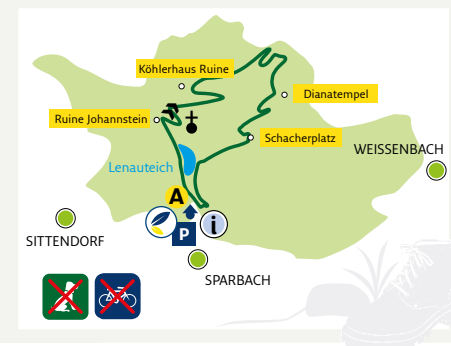 Köhlerhaus Ruine
Dianatempel
Ruine Johannstein
Schacherplatz
WEISSENBACH
Lenauteich
A
i
P
SITTENDORF
SPARBACH